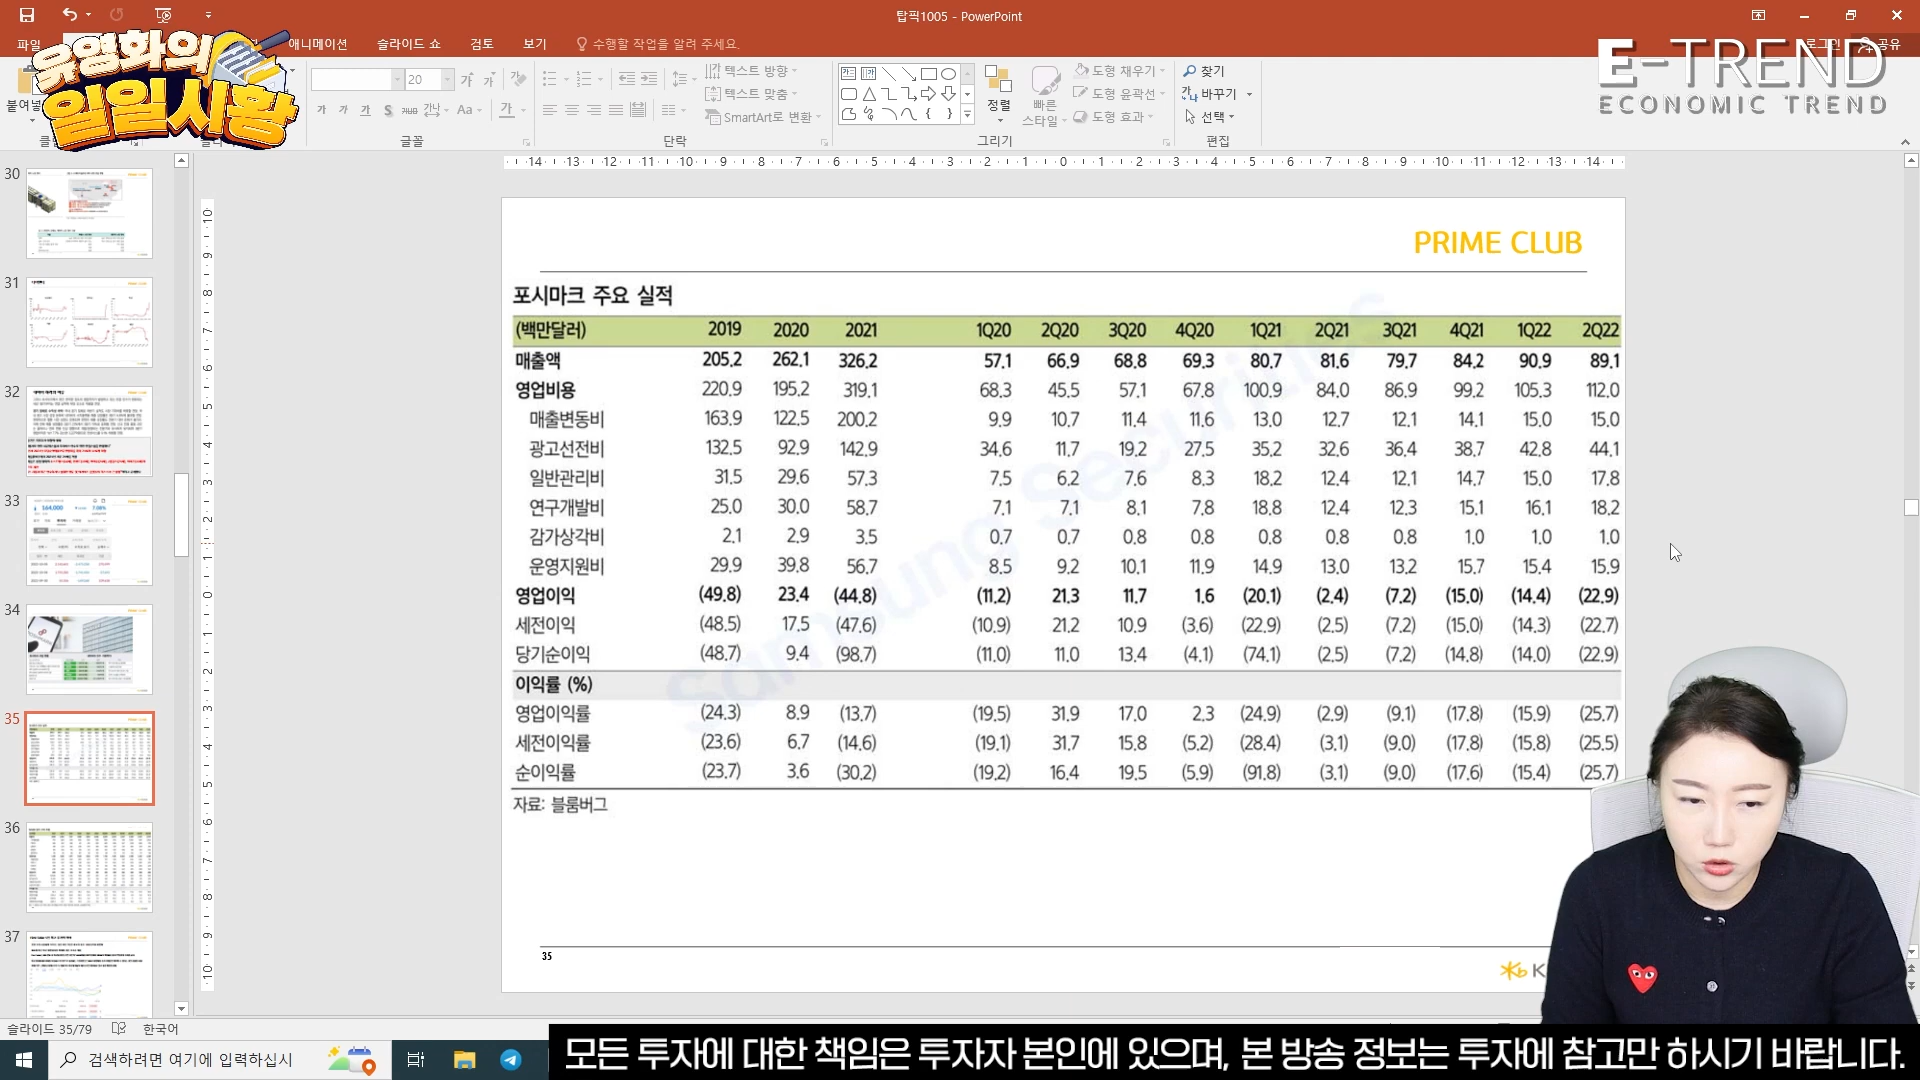 탑픽1005 - PowerPoint
파일
애니메이션
슬라이드 쇼
검토
보기
수행할 작업을 알려 주세요.
로그인
공유
유영화의
일일시황
E-TREND
ECONOMIC TREND
20
텍스트 방향
텍스트 맞춤
SmartArt로 변환
정렬
빠른
스타일
도형 채우기
도형 윤곽선
도형 효과
찾기
바꾸기
선택
글꼴
단락
그리기
편집
30
31
32
33
34
35
36
37
PRIME CLUB
포시마크 주요 실적
(백만달러) 2019 2020 2021 1Q20 2Q20 3Q20 4Q20 1Q21 2Q21 3Q21 4Q21 1Q22 2Q22
매출액 205.2 262.1 326.2 57.1 66.9 68.8 69.3 80.7 81.6 79.7 84.2 90.9 89.1
영업비용 220.9 195.2 319.1 68.3 45.5 57.1 67.8 100.9 84.0 86.9 99.2 105.3 112.0
매출변동비 163.9 122.5 200.2 9.9 10.7 11.4 11.6 13.0 12.7 12.1 14.1 15.0 15.0
광고선전비 132.5 92.9 142.9 34.6 11.7 19.2 27.5 35.2 32.6 36.4 38.7 42.8 44.1
일반관리비 31.5 29.6 57.3 7.5 6.2 7.6 8.3 18.2 12.4 12.1 14.7 15.0 17.8
연구개발비 25.0 30.0 58.7 7.1 7.1 8.1 7.8 18.8 12.4 12.3 15.1 16.1 18.2
감가상각비 2.1 2.9 3.5 0.7 0.7 0.8 0.8 0.8 0.8 0.8 1.0 1.0 1.0
운영지원비 29.9 39.8 56.7 8.5 9.2 10.1 11.9 14.9 13.0 13.2 15.7 15.4 15.9
영업이익 (49.8) 23.4 (44.8) (11.2) 21.3 11.7 1.6 (20.1) (2.4) (7.2) (15.0) (14.4) (22.9)
세전이익 (48.5) 17.5 (47.6) (10.9) 21.2 10.9 (3.6) (22.9) (2.5) (7.2) (15.0) (14.3) (22.7)
당기순이익 (48.7) 9.4 (98.7) (11.0) 11.0 13.4 (4.1) (74.1) (2.5) (7.2) (14.8) (14.0) (22.9)
이익률 (%)
영업이익률 (24.3) 8.9 (13.7) (19.5) 31.9 17.0 2.3 (24.9) (2.9) (9.1) (17.8) (15.9) (25.7)
세전이익률 (23.6) 6.7 (14.6) (19.1) 31.7 15.8 (5.2) (28.4) (3.1) (9.0) (17.8) (15.8) (25.5)
순이익률 (23.7) 3.6 (30.2) (19.2) 16.4 19.5 (5.9) (91.8) (3.1) (9.0) (17.6) (15.4) (25.7)
자료: 블룸버그
Samsung Securities
35
슬라이드 35/79
한국어
검색하려면 여기에 입력하십시
모든 투자에 대한 책임은 투자자 본인에 있으며, 본 방송 정보는 투자에 참고만 하시기 바랍니다.